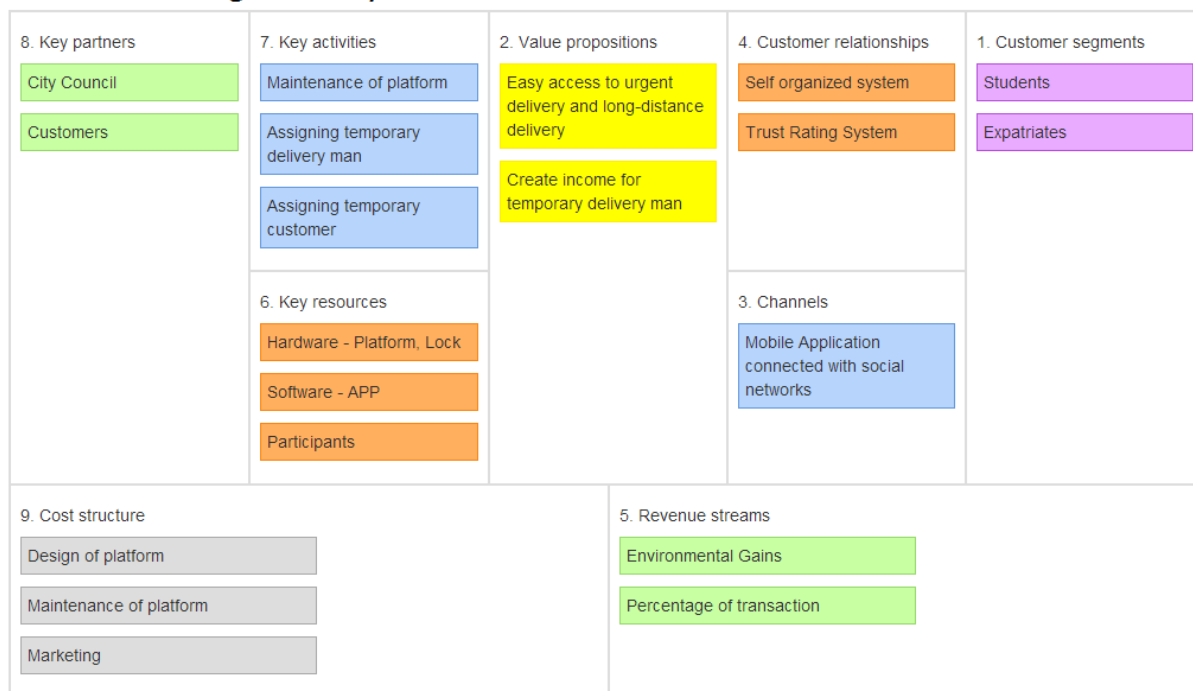 8. Key partners
City Council
Customers
7. Key activities
Maintenance of platform
Assigning temporary
delivery man
Assigning temporary
customer
6. Key resources
Hardware - Platform, Lock
Software - APP
Participants
2. Value propositions
Easy access to urgent
delivery and long-distance
delivery
Create income for
temporary delivery man
4. Customer relationships
Self organized system
Trust Rating System
3. Channels
Mobile Application
connected with social
networks
1. Customer segments
Students
Expatriates
9. Cost structure
Design of platform
Maintenance of platform
Marketing
5. Revenue streams
Environmental Gains
Percentage of transaction